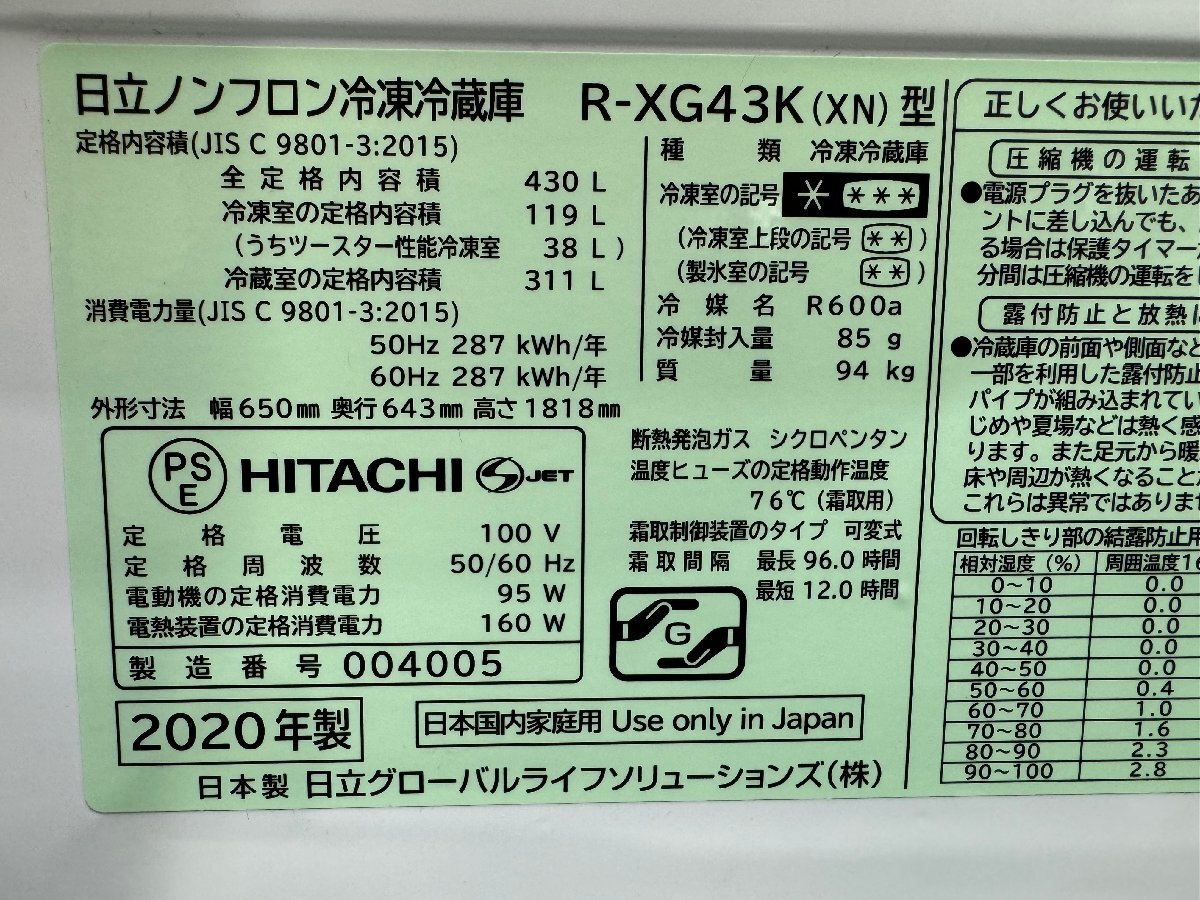 日立ノンフロン冷凍冷蔵庫 R-XG43K(XN)型
定格内容積(JIS C 9801-3:2015)
全定格内容積 430 L
冷凍室の定格内容積 119 L
(うちツースター性能冷凍室 38 L)
冷蔵室の定格内容積 311 L
消費電力量(JIS C 9801-3:2015)
50Hz 287 kWh/年
60Hz 287 kWh/年
外形寸法 幅650mm 奥行643mm 高さ1818mm
種類 冷凍冷蔵庫
冷凍室の記号 * ***
(冷凍室上段の記号 **)
(製氷室の記号 **)
冷媒名 R600a
冷媒封入量 85 g
質量 94 kg
PS
E
HITACHI S JET
定格電圧 100 V
定格周波数 50/60 Hz
電動機の定格消費電力 95 W
電熱装置の定格消費電力 160 W
製造番号 004005
断熱発泡ガス シクロペンタン
温度ヒューズの定格動作温度
76℃(霜取用)
霜取制御装置のタイプ 可変式
霜取間隔 最長 96.0 時間
最短 12.0 時間
G
2020年製
日本国内家庭用 Use only in Japan
日本製 日立グローバルライフソリューションズ(株)
正しくお使いいた
圧縮機の運転
●電源プラグを抜いたあ
ントに差し込んでも、
る場合は保護タイマー
分間は圧縮機の運転をし
露付防止と放熱に
●冷蔵庫の前面や側面など
一部を利用した露付防止
パイプが組み込まれてい
じめや夏場などは熱く感
ります。また足元から暖
床や周辺が熱くなることが
これらは異常ではありませ
回転しきり部の結露防止用
相対湿度(%) 周囲温度16
0~10 0.0
10~20 0.0
20~30 0.0
30~40 0.0
40~50 0.0
50~60 0.4
60~70 1.0
70~80 1.6
80~90 2.3
90~100 2.8